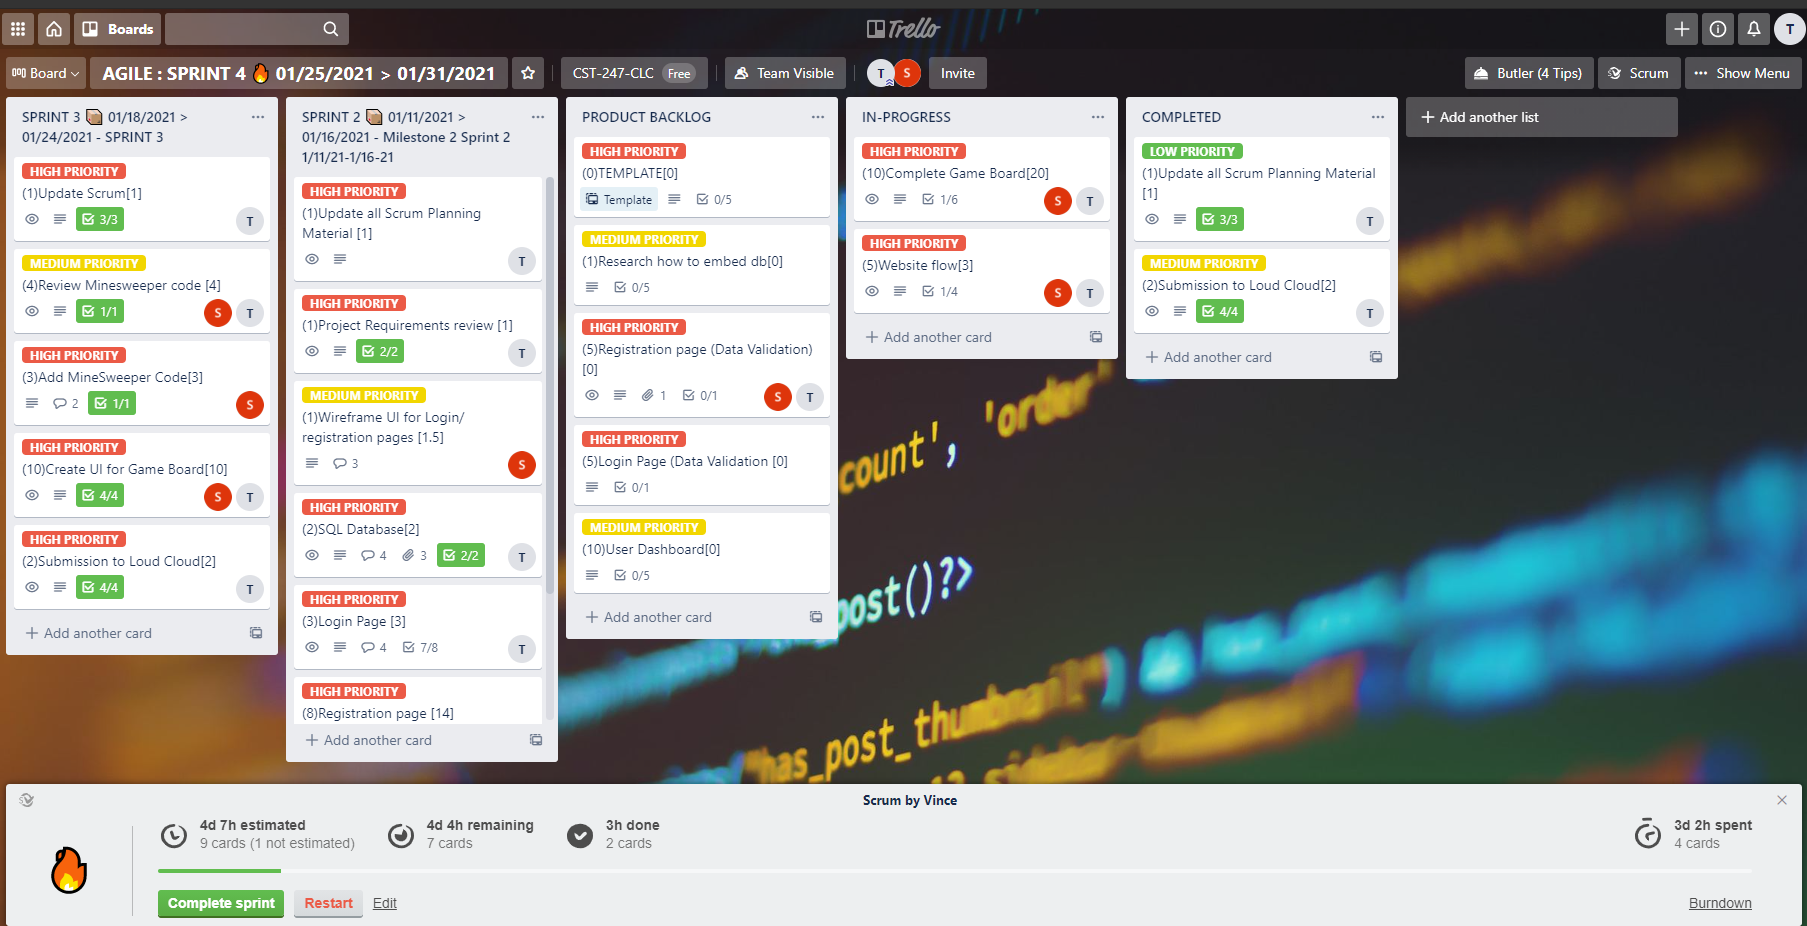 Boards
Trello
T
Board
AGILE : SPRINT 4 🔥 01/25/2021 > 01/31/2021
CST-247-CLC Free
Team Visible
T S
Invite
Butler (4 Tips)
Scrum
Show Menu
SPRINT 3 01/18/2021 >
01/24/2021 - SPRINT 3
HIGH PRIORITY
(1)Update Scrum[1]
3/3 T
MEDIUM PRIORITY
(4)Review Minesweeper code [4]
1/1 S T
HIGH PRIORITY
(3)Add MineSweeper Code[3]
2 1/1 S
HIGH PRIORITY
(10)Create UI for Game Board[10]
4/4 S T
HIGH PRIORITY
(2)Submission to Loud Cloud[2]
4/4 T
+ Add another card
SPRINT 2 01/11/2021 >
01/16/2021 - Milestone 2 Sprint 2
1/11/21-1/16-21
HIGH PRIORITY
(1)Update all Scrum Planning
Material [1]
T
HIGH PRIORITY
(1)Project Requirements review [1]
2/2 T
MEDIUM PRIORITY
(1)Wireframe UI for Login/
registration pages [1.5]
3 S
HIGH PRIORITY
(2)SQL Database[2]
4 3 2/2 T
HIGH PRIORITY
(3)Login Page [3]
4 7/8 T
HIGH PRIORITY
(8)Registration page [14]
+ Add another card
PRODUCT BACKLOG
HIGH PRIORITY
(0)TEMPLATE[0]
Template 0/5
MEDIUM PRIORITY
(1)Research how to embed db[0]
0/5
HIGH PRIORITY
(5)Registration page (Data Validation)
[0]
1 0/1 S T
HIGH PRIORITY
(5)Login Page (Data Validation [0]
0/1
MEDIUM PRIORITY
(10)User Dashboard[0]
0/5
+ Add another card
IN-PROGRESS
HIGH PRIORITY
(10)Complete Game Board[20]
1/6 S T
HIGH PRIORITY
(5)Website flow[3]
1/4 S T
+ Add another card
COMPLETED
LOW PRIORITY
(1)Update all Scrum Planning Material
[1]
3/3 T
MEDIUM PRIORITY
(2)Submission to Loud Cloud[2]
4/4 T
+ Add another card
+ Add another list
count', 'order'
post()?>
"has_post_thumbnail")
Scrum by Vince
4d 7h estimated
9 cards (1 not estimated)
4d 4h remaining
7 cards
3h done
2 cards
3d 2h spent
4 cards
Complete sprint
Restart
Edit
Burndown